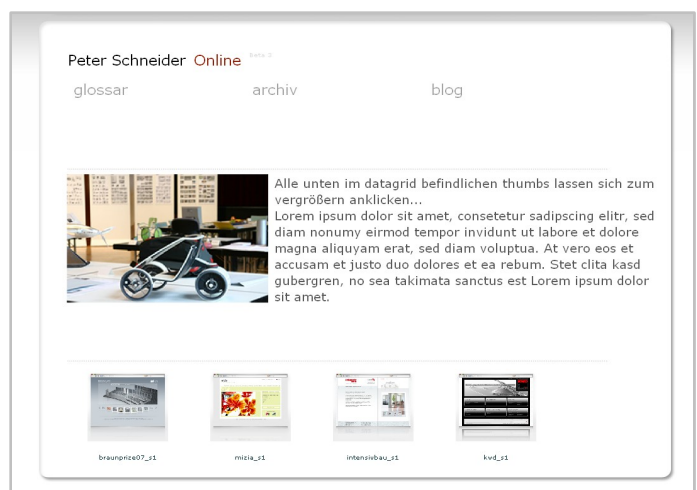 Peter Schneider Online Beta 2
glossar archiv blog
Alle unten im datagrid befindlichen thumbs lassen sich zum
vergrößern anklicken...
Lorem ipsum dolor sit amet, consetetur sadipscing elitr, sed
diam nonumy eirmod tempor invidunt ut labore et dolore
magna aliquyam erat, sed diam voluptua. At vero eos et
accusam et justo duo dolores et ea rebum. Stet clita kasd
gubergren, no sea takimata sanctus est Lorem ipsum dolor
sit amet.
braunprize07_s1 mizia_s1 intensivbau_s1 kwd_s1